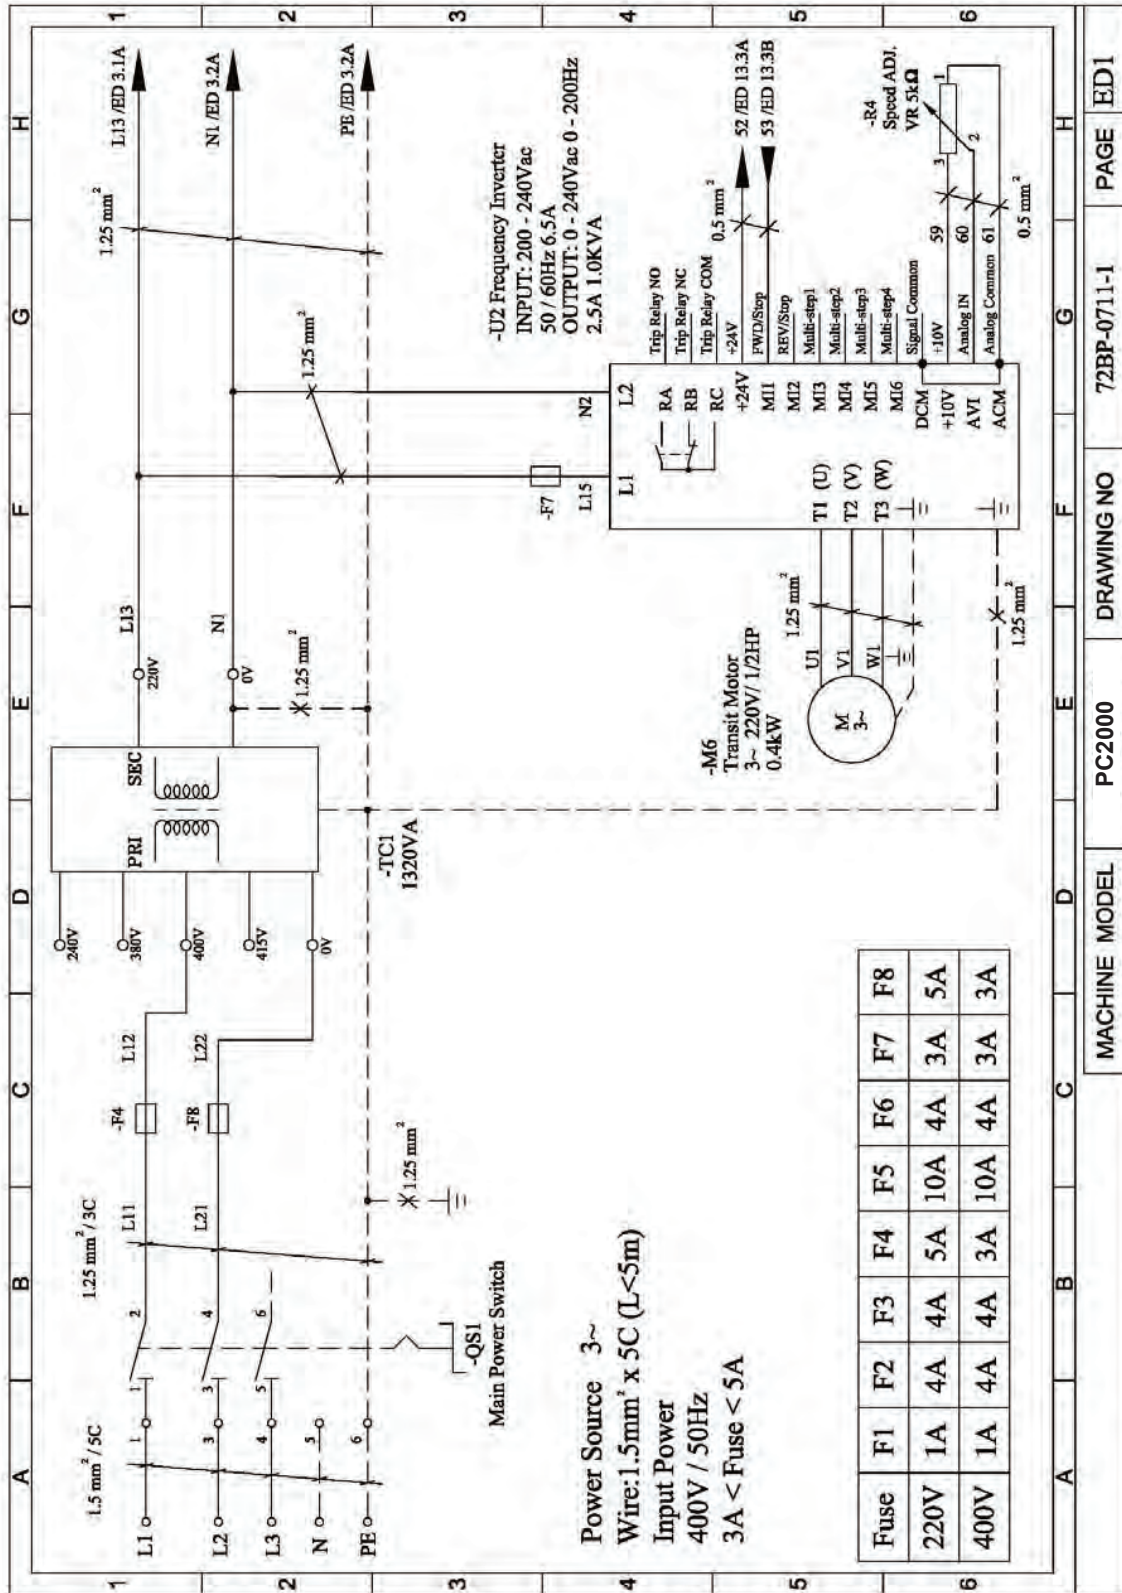 A B C D E F G H
1
2
3
4
5
6
1.5 mm² / 5C
L1
L2
L3
N
PE
1
3
4
5
6
1 2
3 4
5 6
-QS1
Main Power Switch
1.25 mm² / 3C
L11
L21
-F4
-F8
L12
L22
1.25 mm²
240V
380V
400V
415V
0V
PRI SEC
-TC1
1320VA
220V
0V
L13
N1
1.25 mm²
1.25 mm²
1.25 mm²
L13 /ED 3.1A
N1 /ED 3.2A
PE /ED 3.2A
-F7
L15
N2
-U2 Frequency Inverter
INPUT: 200 - 240Vac
50 / 60Hz 6.5A
OUTPUT: 0 - 240Vac 0 - 200Hz
2.5A 1.0KVA
L1 L2
RA Trip Relay NO
RB Trip Relay NC
RC Trip Relay COM
+24V +24V
MI1 FWD/Stop
MI2 REV/Stop
MI3 Multi-step1
MI4 Multi-step2
MI5 Multi-step3
MI6 Multi-step4
DCM Signal Common
+10V +10V
AVI Analog IN
ACM Analog Common
0.5 mm²
52 /ED 13.3A
53 /ED 13.3B
59
60
61
0.5 mm²
-R4
Speed ADJ.
VR 5kΩ
3 1
2
T1 (U)
T2 (V)
T3 (W)
1.25 mm²
1.25 mm²
U1
V1
W1
M
3~
-M6
Transit Motor
3~ 220V/ 1/2HP
0.4kW
Power Source 3~
Wire:1.5mm² x 5C (L<5m)
Input Power
400V / 50Hz
3A < Fuse < 5A
Fuse F1 F2 F3 F4 F5 F6 F7 F8
220V 1A 4A 4A 5A 10A 4A 3A 5A
400V 1A 4A 4A 3A 10A 4A 3A 3A
1
2
3
4
5
6
A B C D E F G H
MACHINE MODEL PC2000 DRAWING NO 72BP-0711-1 PAGE ED1